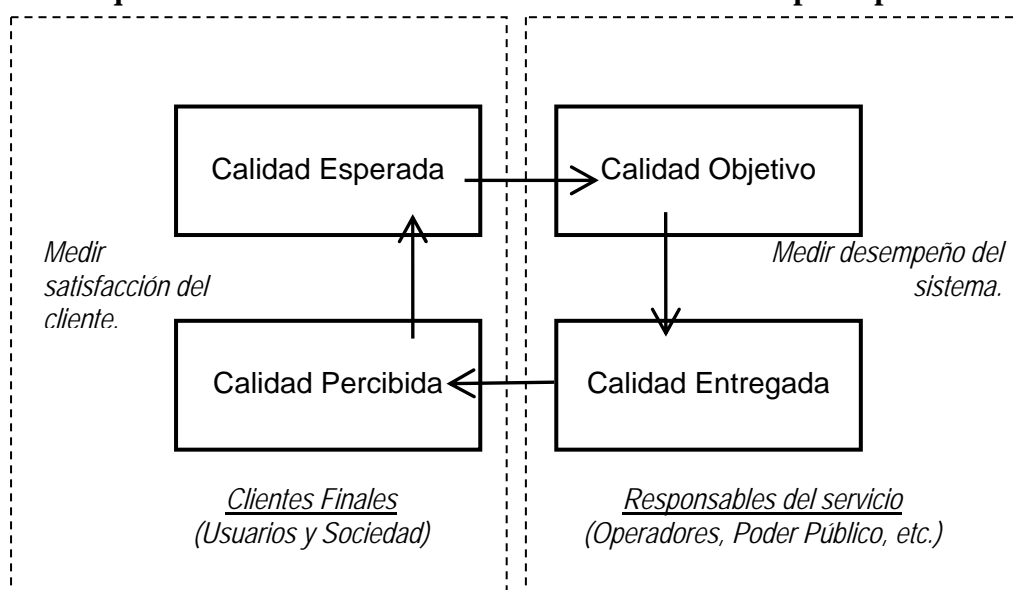 Calidad Esperada
Calidad Objetivo
Medir
satisfacción del
cliente.
Medir desempeño del
sistema.
Calidad Percibida
Calidad Entregada
Clientes Finales
(Usuarios y Sociedad)
Responsables del servicio
(Operadores, Poder Público, etc.)